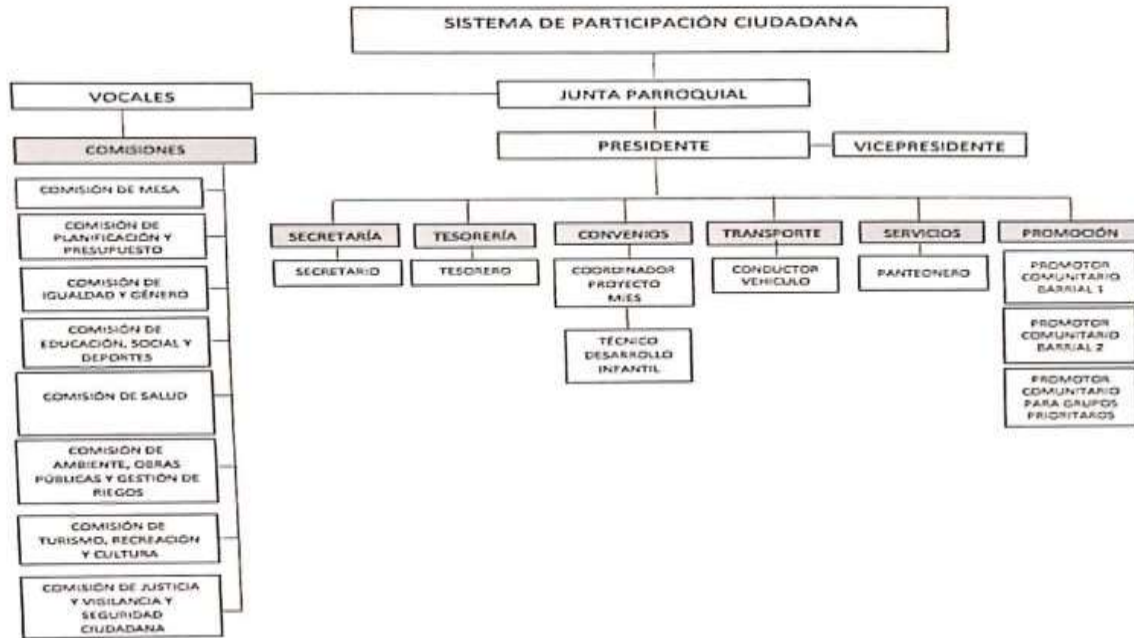 SISTEMA DE PARTICIPACIÓN CIUDADANA
VOCALES
JUNTA PARROQUIAL
COMISIONES
PRESIDENTE
VICEPRESIDENTE
COMISIÓN DE MESA
COMISIÓN DE
PLANIFICACIÓN Y
PRESUPUESTO
COMISIÓN DE
IGUALDAD Y GÉNERO
COMISIÓN DE
EDUCACIÓN, SOCIAL Y
DEPORTES
COMISIÓN DE SALUD
COMISIÓN DE
AMBIENTE, OBRAS
PÚBLICAS Y GESTIÓN DE
RIEGOS
COMISIÓN DE
TURISMO, RECREACIÓN
Y CULTURA
COMISIÓN DE JUSTICIA
Y VIGILANCIA Y
SEGURIDAD
CIUDADANA
SECRETARÍA
SECRETARIO
TESORERÍA
TESORERO
CONVENIOS
COORDINADOR
PROYECTO
MIES
TÉCNICO
DESARROLLO
INFANTIL
TRANSPORTE
CONDUCTOR
VEHICULO
SERVICIOS
PANTEONERO
PROMOCIÓN
PROMOTOR
COMUNITARIO
BARRIAL 1
PROMOTOR
COMUNITARIO
BARRIAL 2
PROMOTOR
COMUNITARIO
PARA GRUPOS
PRIORITAROS